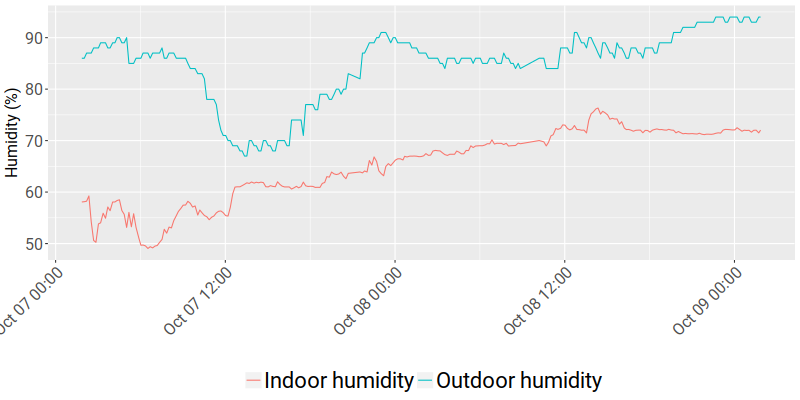 Humidity (%)
90
80
70
60
50
Oct 07 00:00
Oct 07 12:00
Oct 08 00:00
Oct 08 12:00
Oct 09 00:00
Indoor humidity
Outdoor humidity